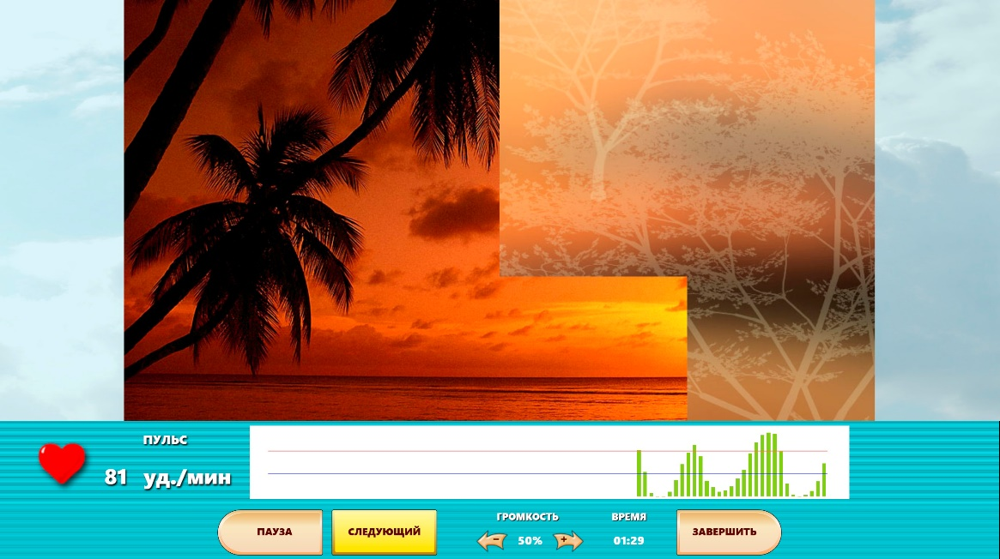 ПУЛЬС
81 уд./мин
ПАУЗА
СЛЕДУЮЩИЙ
ГРОМКОСТЬ
− 50% +
ВРЕМЯ
01:29
ЗАВЕРШИТЬ